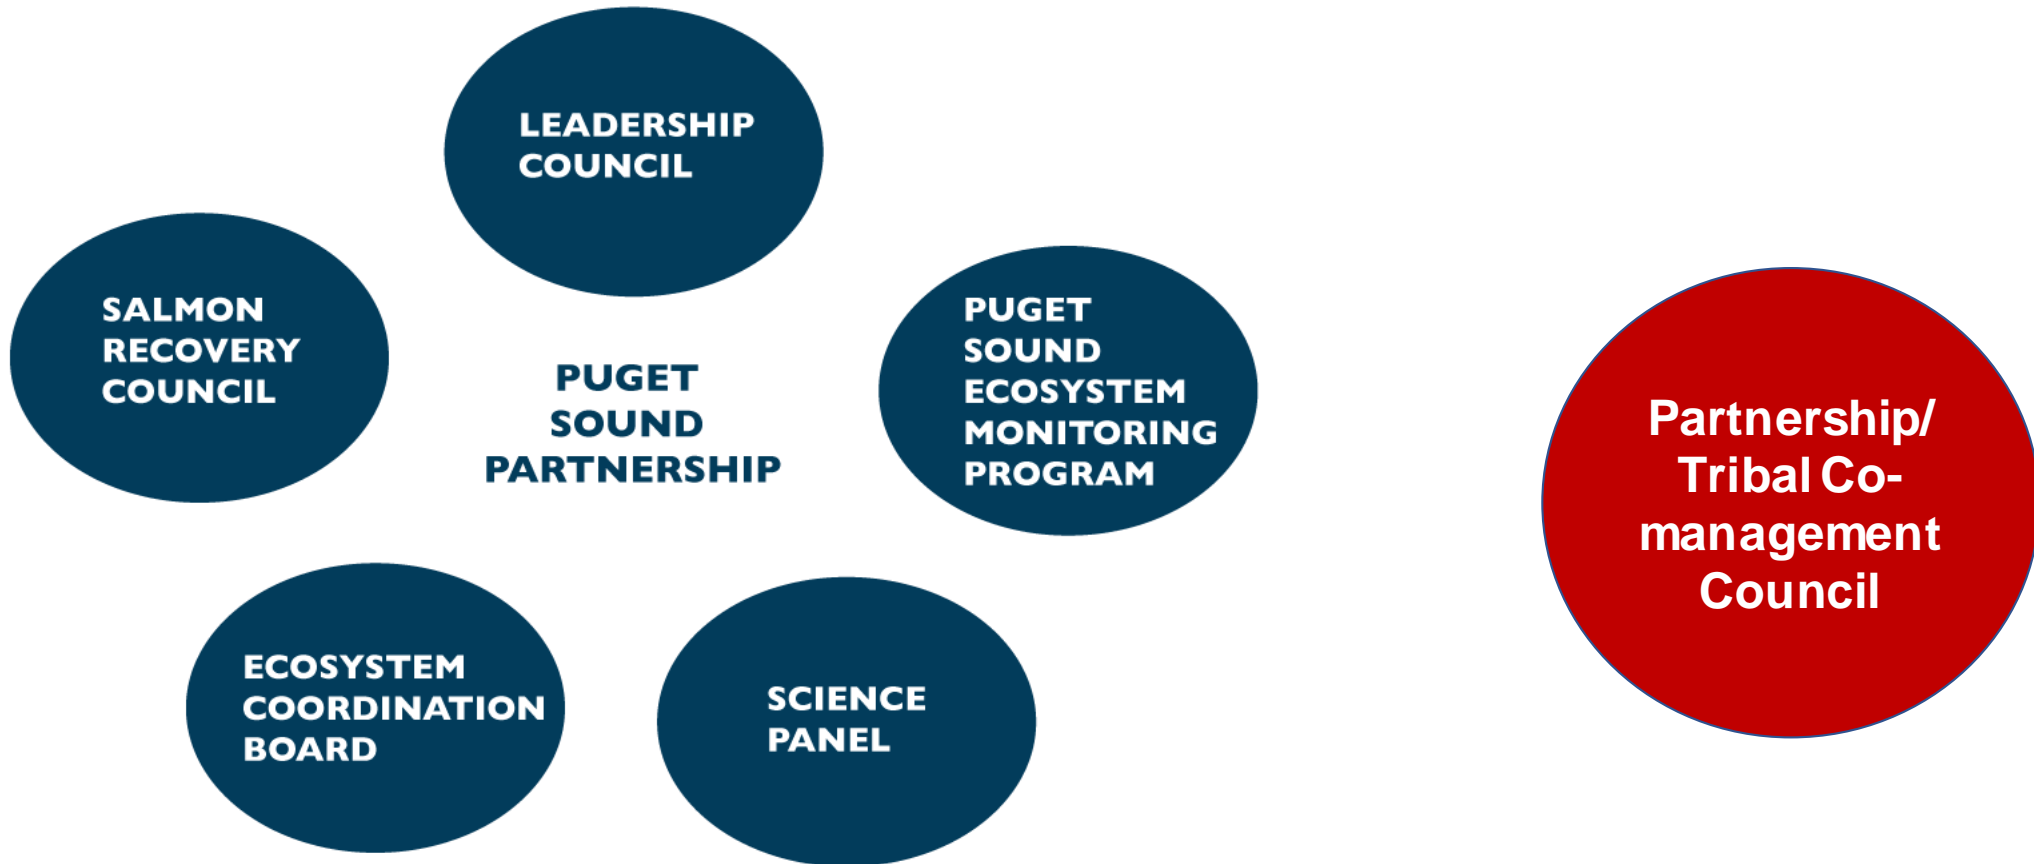 LEADERSHIP
COUNCIL
SALMON
RECOVERY
COUNCIL
PUGET
SOUND
PARTNERSHIP
PUGET
SOUND
ECOSYSTEM
MONITORING
PROGRAM
ECOSYSTEM
COORDINATION
BOARD
SCIENCE
PANEL
Partnership/
Tribal Co-
management
Council